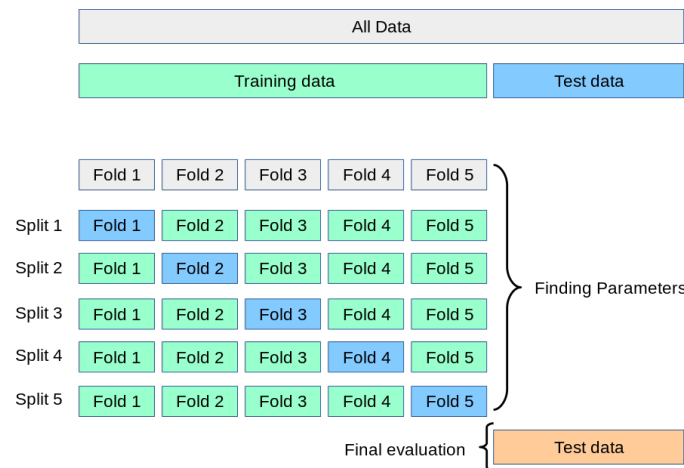 All Data
Training data Test data
Fold 1 Fold 2 Fold 3 Fold 4 Fold 5
Split 1 Fold 1 Fold 2 Fold 3 Fold 4 Fold 5
Split 2 Fold 1 Fold 2 Fold 3 Fold 4 Fold 5
Finding Parameters
Split 3 Fold 1 Fold 2 Fold 3 Fold 4 Fold 5
Split 4 Fold 1 Fold 2 Fold 3 Fold 4 Fold 5
Split 5 Fold 1 Fold 2 Fold 3 Fold 4 Fold 5
Final evaluation Test data